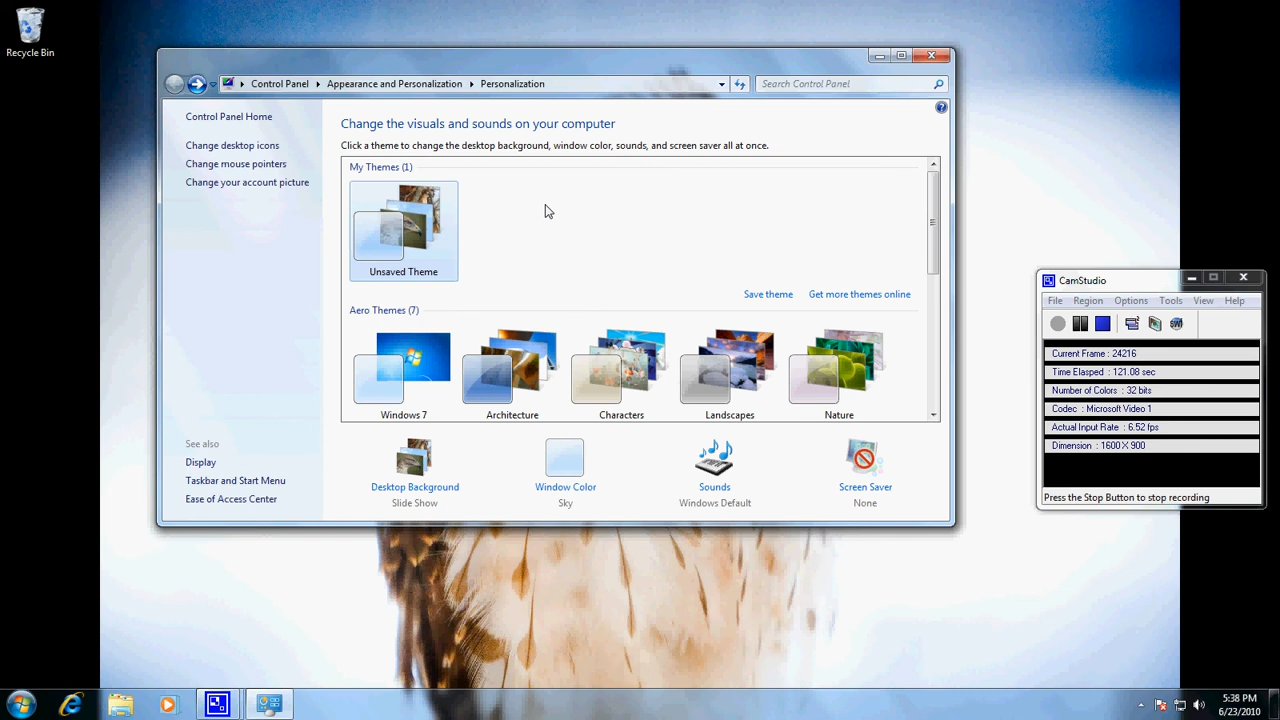 Recycle Bin
Control Panel
Appearance and Personalization
Personalization
Search Control Panel
Control Panel Home
Change desktop icons
Change mouse pointers
Change your account picture
See also
Display
Taskbar and Start Menu
Ease of Access Center
Change the visuals and sounds on your computer
Click a theme to change the desktop background, window color, sounds, and screen saver all at once.
My Themes (1)
Unsaved Theme
Save theme
Get more themes online
Aero Themes (7)
Windows 7
Architecture
Characters
Landscapes
Nature
Desktop Background
Slide Show
Window Color
Sky
Sounds
Windows Default
Screen Saver
None
CamStudio
File Region Options Tools View Help
Current Frame : 24216
Time Elasped : 121.08 sec
Number of Colors : 32 bits
Codec : Microsoft Video 1
Actual Input Rate : 6.52 fps
Dimension : 1600 X 900
Press the Stop Button to stop recording
5:38 PM
6/23/2010